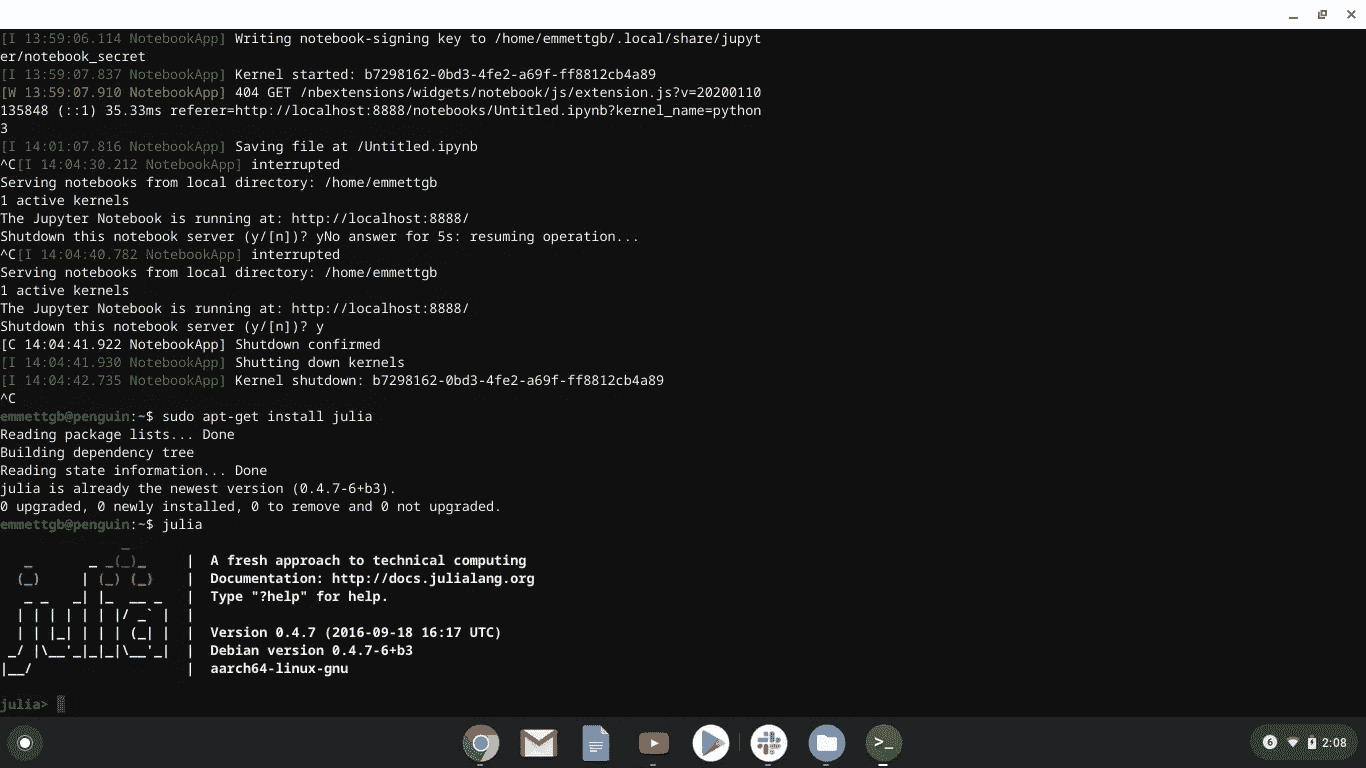 [I 13:59:06.114 NotebookApp] Writing notebook-signing key to /home/emmettgb/.local/share/jupyt
er/notebook_secret
[I 13:59:07.837 NotebookApp] Kernel started: b7298162-0bd3-4fe2-a69f-ff8812cb4a89
[W 13:59:07.910 NotebookApp] 404 GET /nbextensions/widgets/notebook/js/extension.js?v=20200110
135848 (::1) 35.33ms referer=http://localhost:8888/notebooks/Untitled.ipynb?kernel_name=python
3
[I 14:01:07.816 NotebookApp] Saving file at /Untitled.ipynb
^C[I 14:04:30.212 NotebookApp] interrupted
Serving notebooks from local directory: /home/emmettgb
1 active kernels
The Jupyter Notebook is running at: http://localhost:8888/
Shutdown this notebook server (y/[n])? yNo answer for 5s: resuming operation...
^C[I 14:04:40.782 NotebookApp] interrupted
Serving notebooks from local directory: /home/emmettgb
1 active kernels
The Jupyter Notebook is running at: http://localhost:8888/
Shutdown this notebook server (y/[n])? y
[C 14:04:41.922 NotebookApp] Shutdown confirmed
[I 14:04:41.930 NotebookApp] Shutting down kernels
[I 14:04:42.735 NotebookApp] Kernel shutdown: b7298162-0bd3-4fe2-a69f-ff8812cb4a89
^C
emmettgb@penguin:~$ sudo apt-get install julia
Reading package lists... Done
Building dependency tree
Reading state information... Done
julia is already the newest version (0.4.7-6+b3).
0 upgraded, 0 newly installed, 0 to remove and 0 not upgraded.
emmettgb@penguin:~$ julia
               _
   _       _ _(_)_     |  A fresh approach to technical computing
  (_)     | (_) (_)    |  Documentation: http://docs.julialang.org
   _ _   _| |_  __ _   |  Type "?help" for help.
  | | | | | | |/ _` |  |
  | | |_| | | | (_| |  |  Version 0.4.7 (2016-09-18 16:17 UTC)
 _/ |\__'_|_|_|\__'_|  |  Debian version 0.4.7-6+b3
|__/                   |  aarch64-linux-gnu
julia>
6 2:08